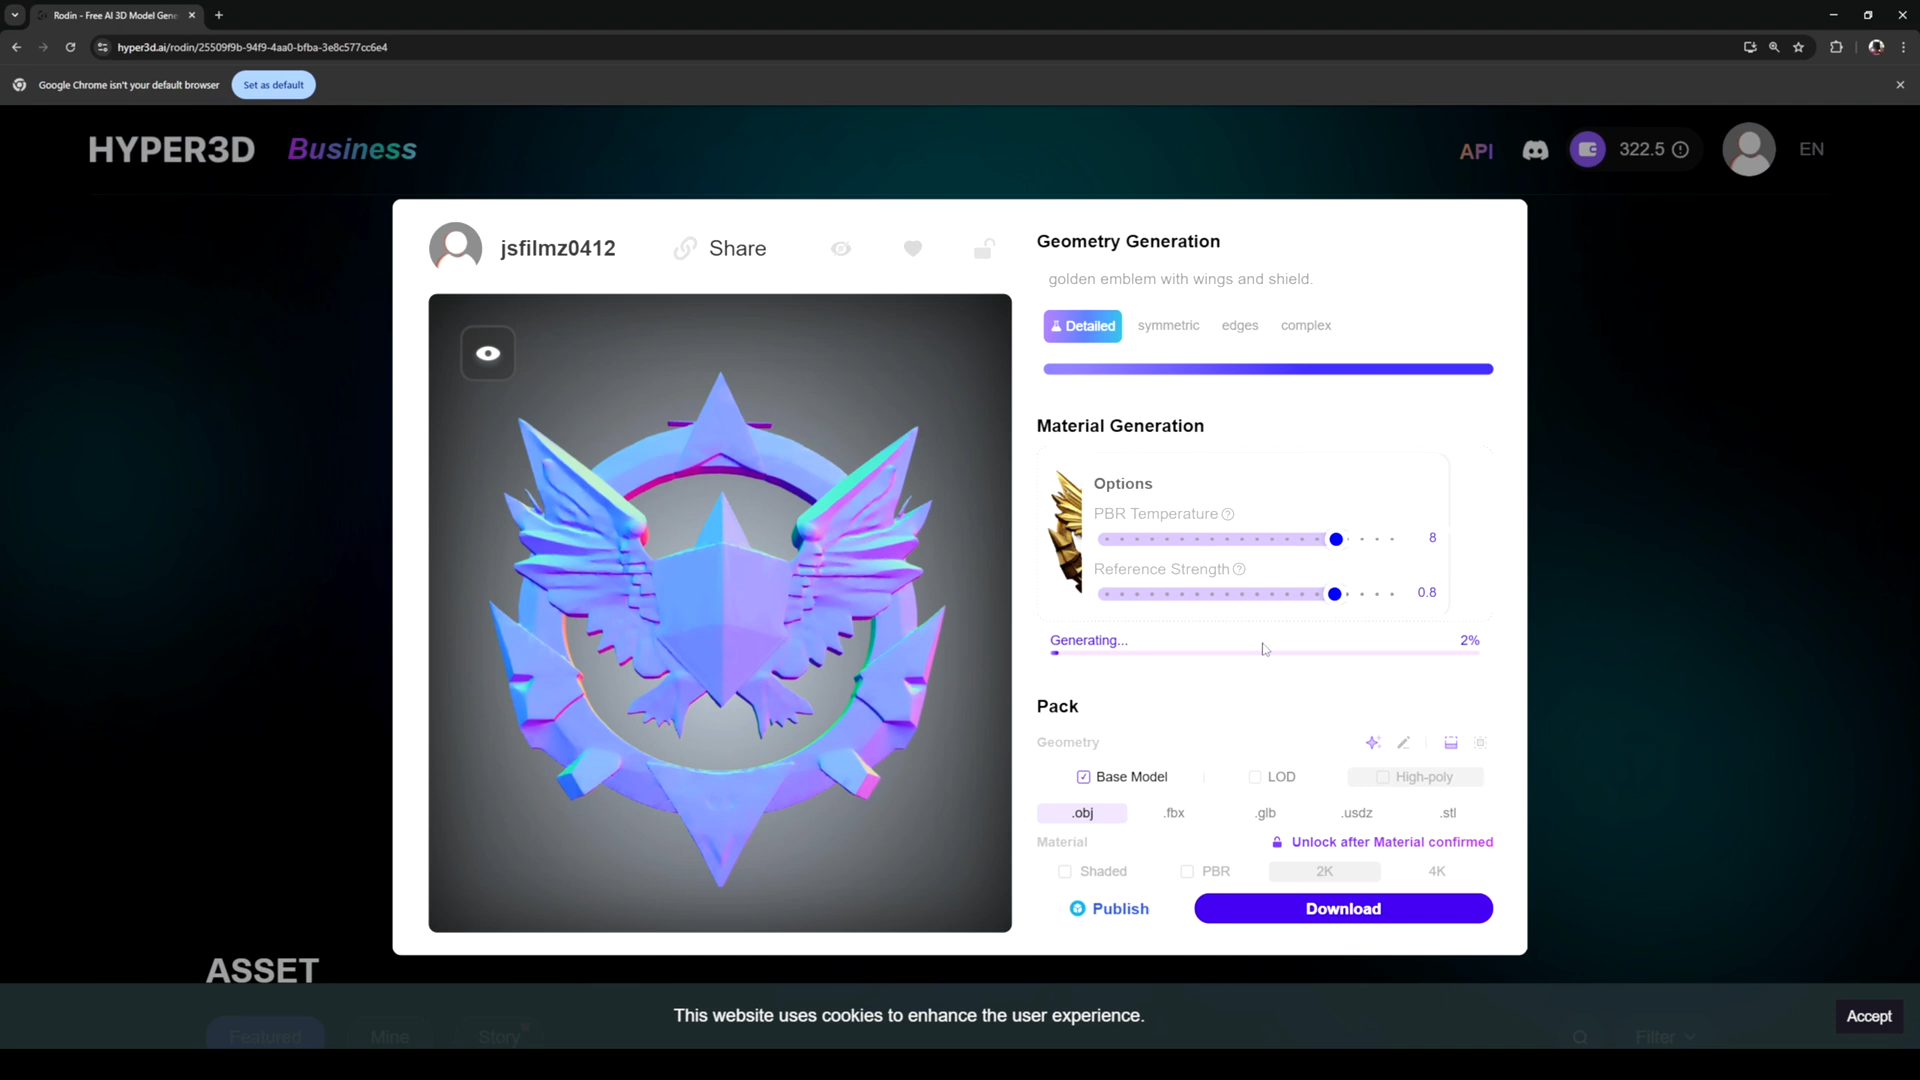 Rodin - Free AI 3D Model Gene
hyper3d.ai/rodin/25509f9b-94f9-4aa0-bfba-3e8c577cc6e4
Google Chrome isn't your default browser
Set as default
HYPER3D
Business
API
322.5
EN
jsfilmz0412
Share
Geometry Generation
golden emblem with wings and shield.
Detailed
symmetric
edges
complex
Material Generation
Options
PBR Temperature
8
Reference Strength
0.8
Generating...
2%
Pack
Geometry
Base Model
LOD
High-poly
.obj
.fbx
.glb
.usdz
.stl
Material
Unlock after Material confirmed
Shaded
PBR
2K
4K
Publish
Download
ASSET
This website uses cookies to enhance the user experience.
Accept
Featured
Mine
Story
Filter